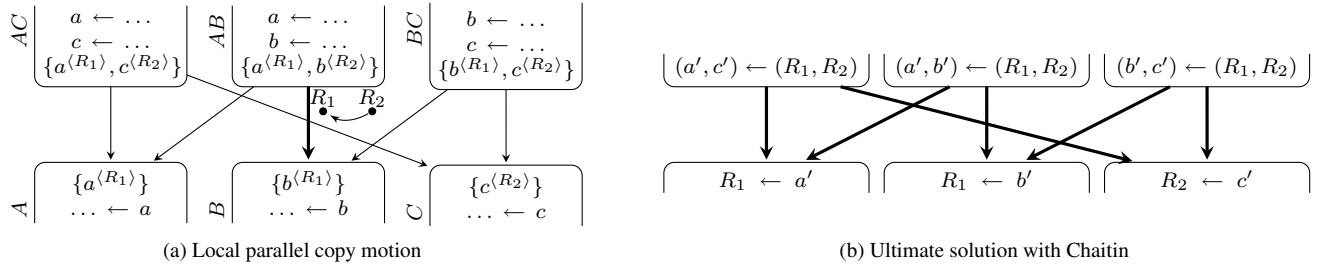 AC
a ← ...
c ← ...
{a⟨R₁⟩, c⟨R₂⟩}
AB
a ← ...
b ← ...
{a⟨R₁⟩, b⟨R₂⟩}
BC
b ← ...
c ← ...
{b⟨R₁⟩, c⟨R₂⟩}
R₁ R₂
A
{a⟨R₁⟩}
... ← a
B
{b⟨R₁⟩}
... ← b
C
{c⟨R₂⟩}
... ← c
(a) Local parallel copy motion
(a′, c′) ← (R₁, R₂)
(a′, b′) ← (R₁, R₂)
(b′, c′) ← (R₁, R₂)
R₁ ← a′
R₁ ← b′
R₂ ← c′
(b) Ultimate solution with Chaitin